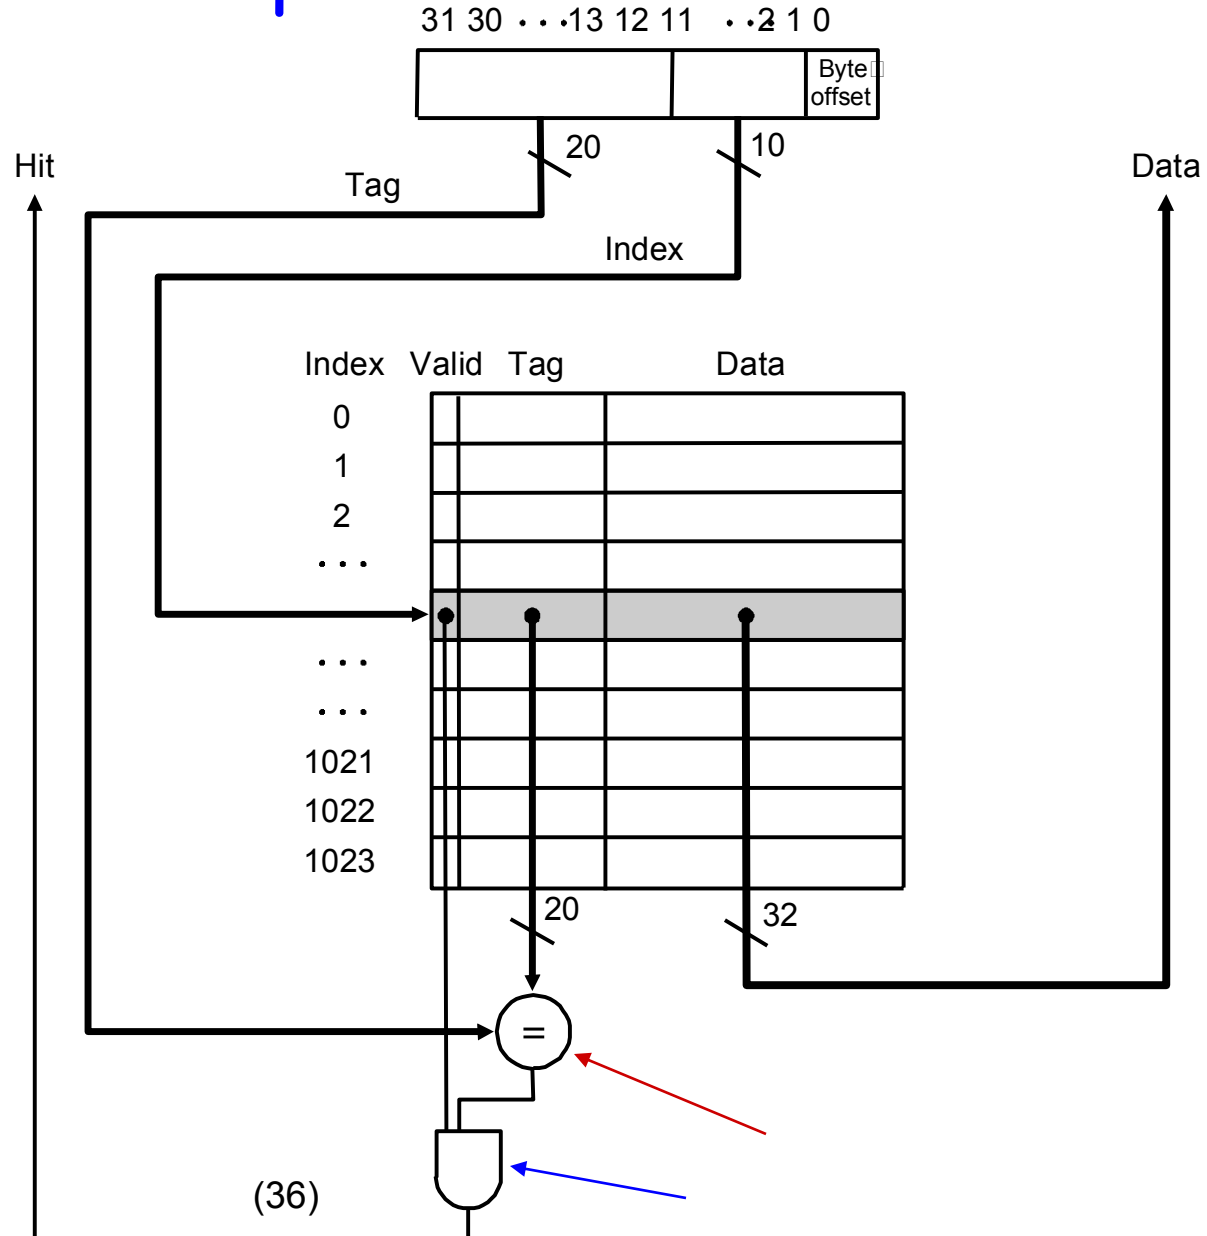 31 30 ···13 12 11 ···2 1 0
Byte
offset
20
10
Hit
Data
Tag
Index
Index Valid Tag Data
0
1
2
···
···
···
1021
1022
1023
20
32
=
(36)